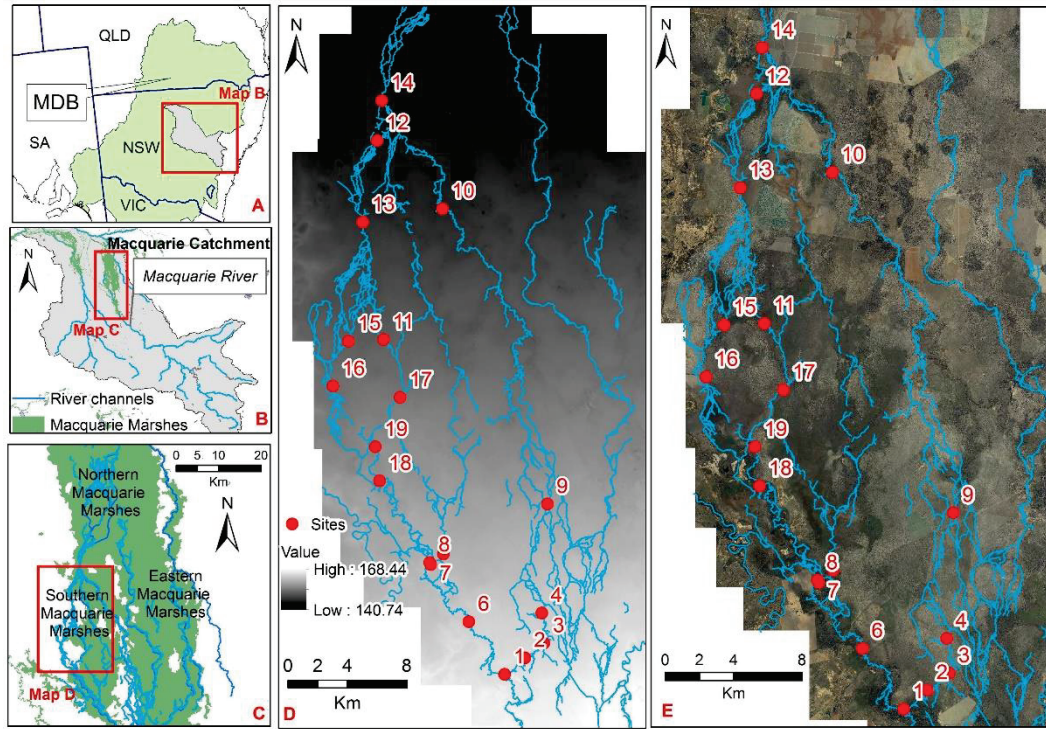 N
QLD
MDB
Map B
SA
NSW
VIC
A
Macquarie Catchment
N
Macquarie River
Map C
River channels
Macquarie Marshes
B
0 5 10 20
Km
Northern
Macquarie
Marshes
N
Southern
Macquarie
Marshes
Eastern
Macquarie
Marshes
Map D
C
N
14
12
10
13
15
11
16
17
19
18
9
Sites
Value
High : 168.44
Low : 140.74
8
7
6
4
3
2
1
0 2 4 8
Km
D
N
14
12
10
13
15
11
16
17
19
18
9
8
7
6
4
3
2
1
0 2 4 8
Km
E